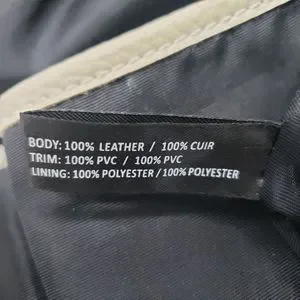 BODY: 100% LEATHER / 100% CUIR
TRIM: 100% PVC / 100% PVC
LINING: 100% POLYESTER / 100% POLYESTER